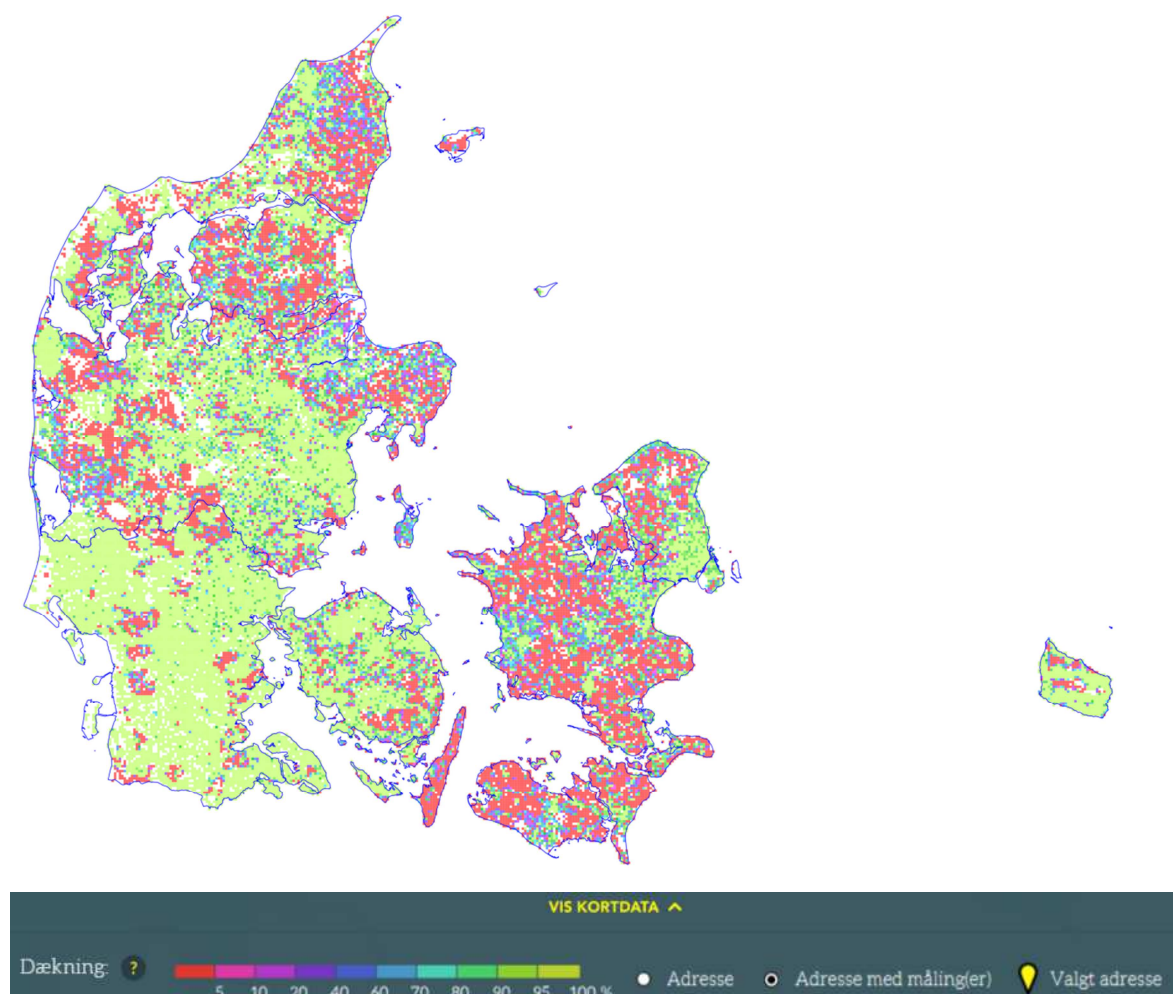 VIS KORTDATA
Dækning: ?
Adresse
Adresse med måling(er)
Valgt adresse
5 10 20 40 60 70 80 90 95 100 %